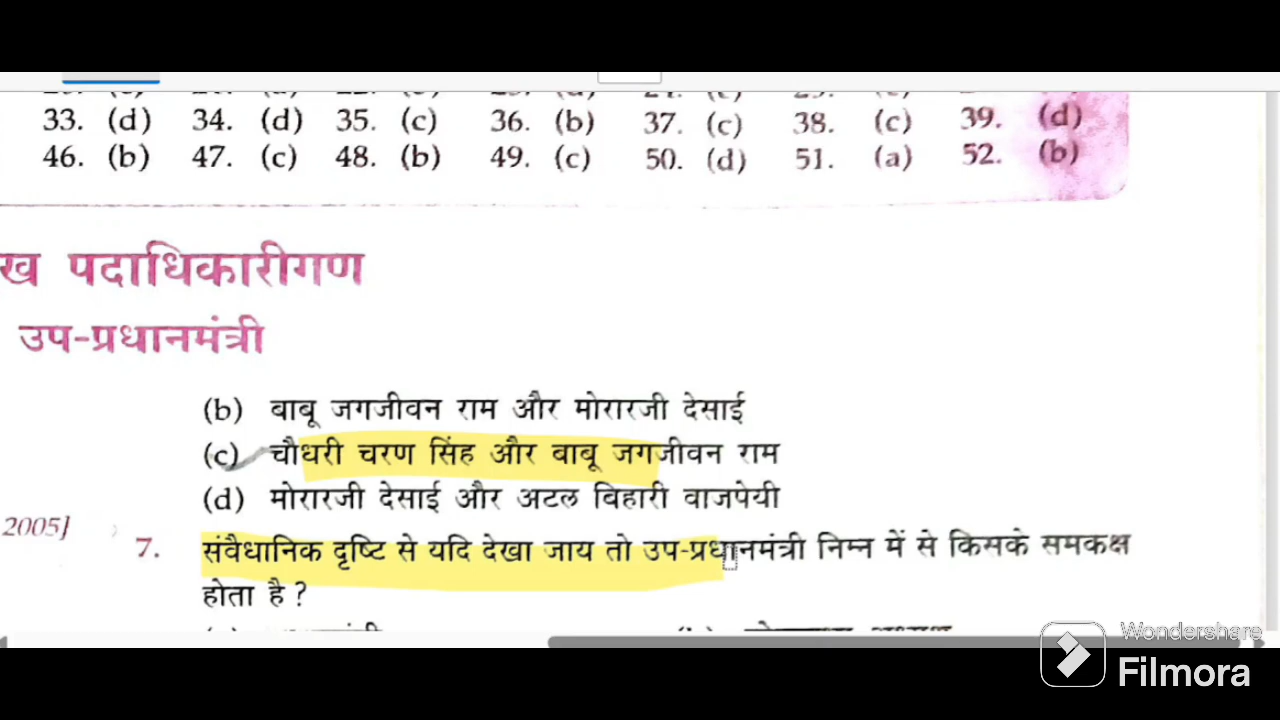 33. (d) 34. (d) 35. (c) 36. (b) 37. (c) 38. (c) 39. (d)
46. (b) 47. (c) 48. (b) 49. (c) 50. (d) 51. (a) 52. (b)
ख पदाधिकारीगण
उप-प्रधानमंत्री
(b) बाबू जगजीवन राम और मोरारजी देसाई
(c) चौधरी चरण सिंह और बाबू जगजीवन राम
(d) मोरारजी देसाई और अटल बिहारी वाजपेयी
2005]
7. संवैधानिक दृष्टि से यदि देखा जाय तो उप-प्रधानमंत्री निम्न में से किसके समकक्ष
होता है ?
Wondershare
Filmora